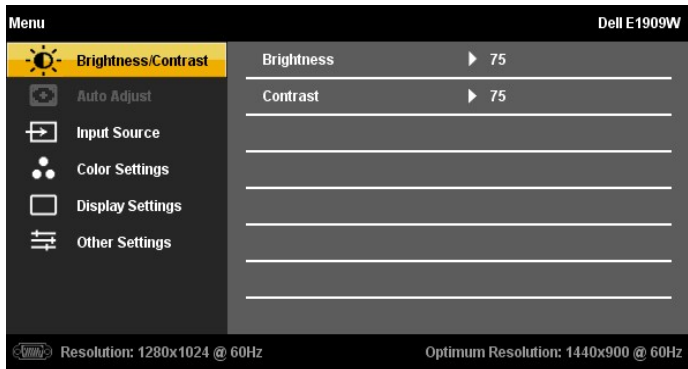 Menu Dell E1909W
Brightness/Contrast Brightness 75
Auto Adjust Contrast 75
Input Source
Color Settings
Display Settings
Other Settings
Resolution: 1280x1024 @ 60Hz Optimum Resolution: 1440x900 @ 60Hz